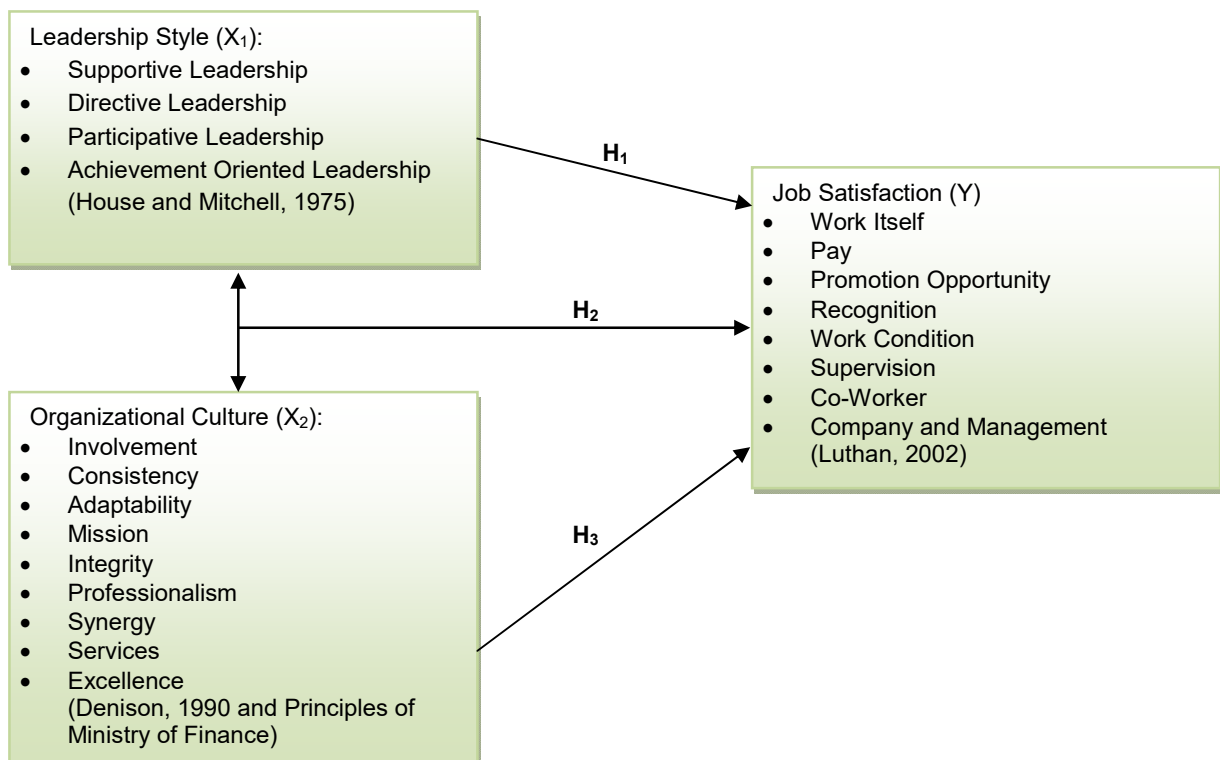 Leadership Style (X₁):
• Supportive Leadership
• Directive Leadership
• Participative Leadership
• Achievement Oriented Leadership
(House and Mitchell, 1975)
H₁
Job Satisfaction (Y)
• Work Itself
• Pay
• Promotion Opportunity
• Recognition
• Work Condition
• Supervision
• Co-Worker
• Company and Management
(Luthan, 2002)
H₂
Organizational Culture (X₂):
• Involvement
• Consistency
• Adaptability
• Mission
• Integrity
• Professionalism
• Synergy
• Services
• Excellence
(Denison, 1990 and Principles of
Ministry of Finance)
H₃